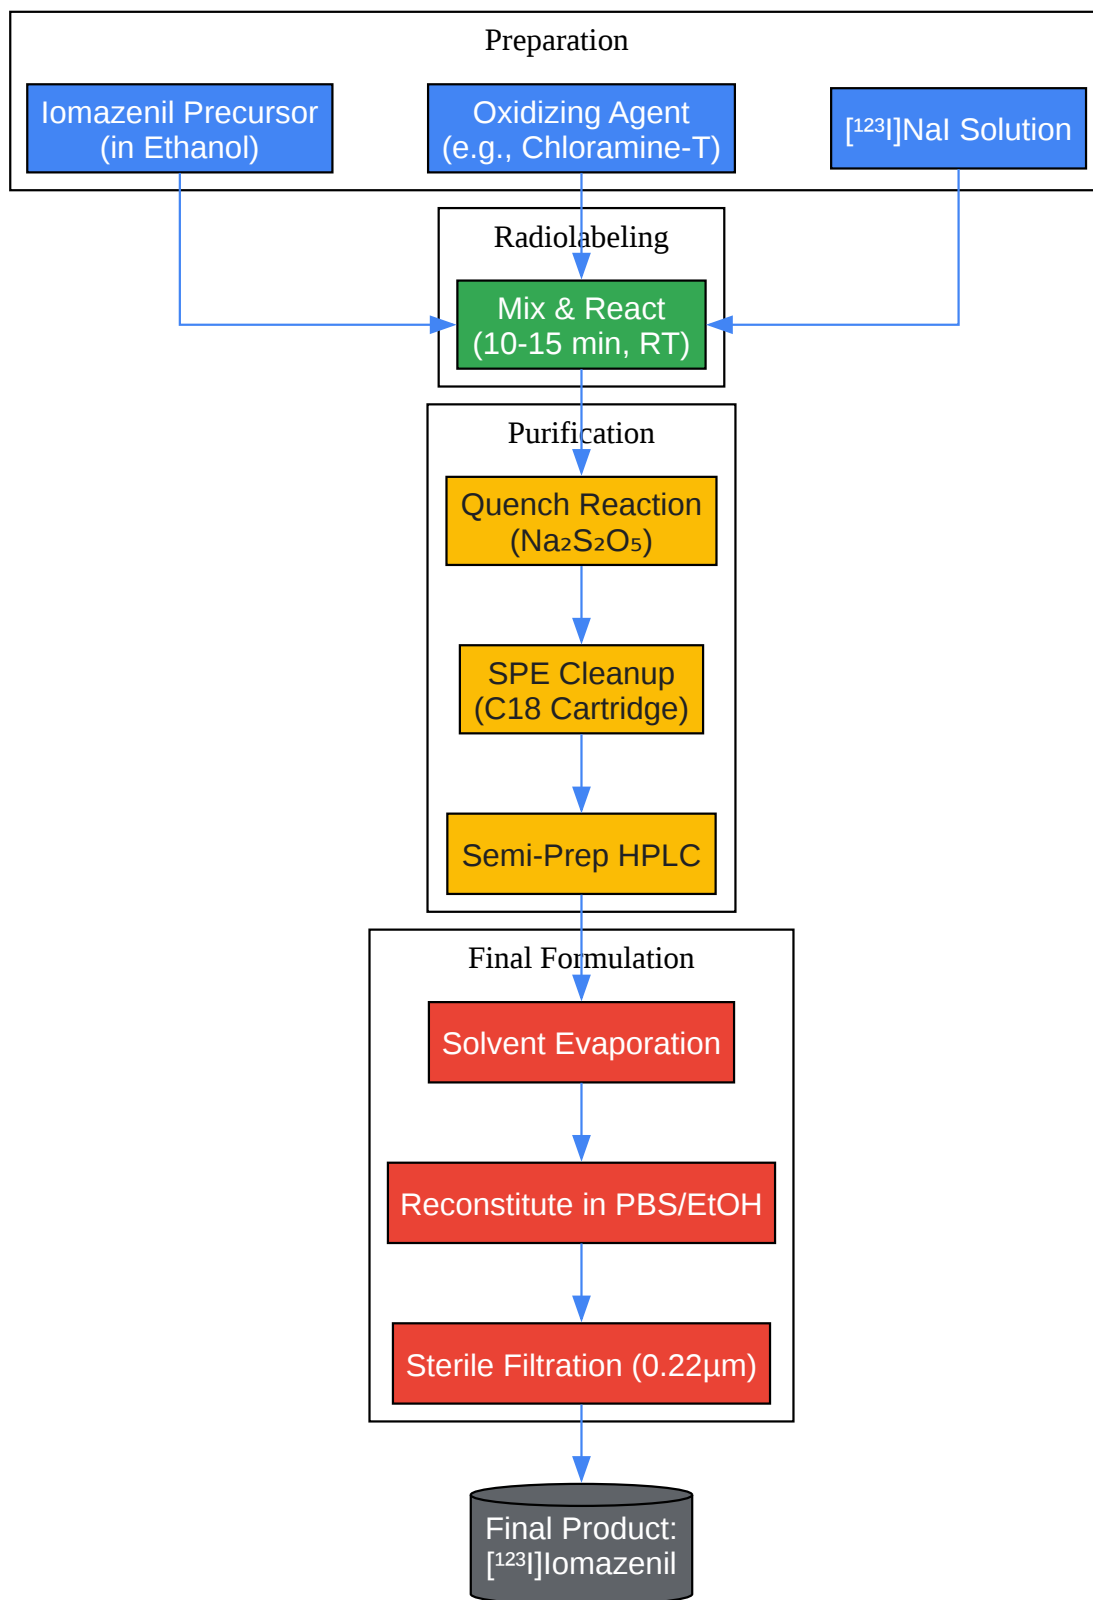 Preparation
Iomazenil Precursor
(in Ethanol)
Oxidizing Agent
(e.g., Chloramine-T)
[¹²³I]NaI Solution
Radiolabeling
Mix & React
(10-15 min, RT)
Purification
Quench Reaction
(Na₂S₂O₅)
SPE Cleanup
(C18 Cartridge)
Semi-Prep HPLC
Final Formulation
Solvent Evaporation
Reconstitute in PBS/EtOH
Sterile Filtration (0.22µm)
Final Product:
[¹²³I]Iomazenil